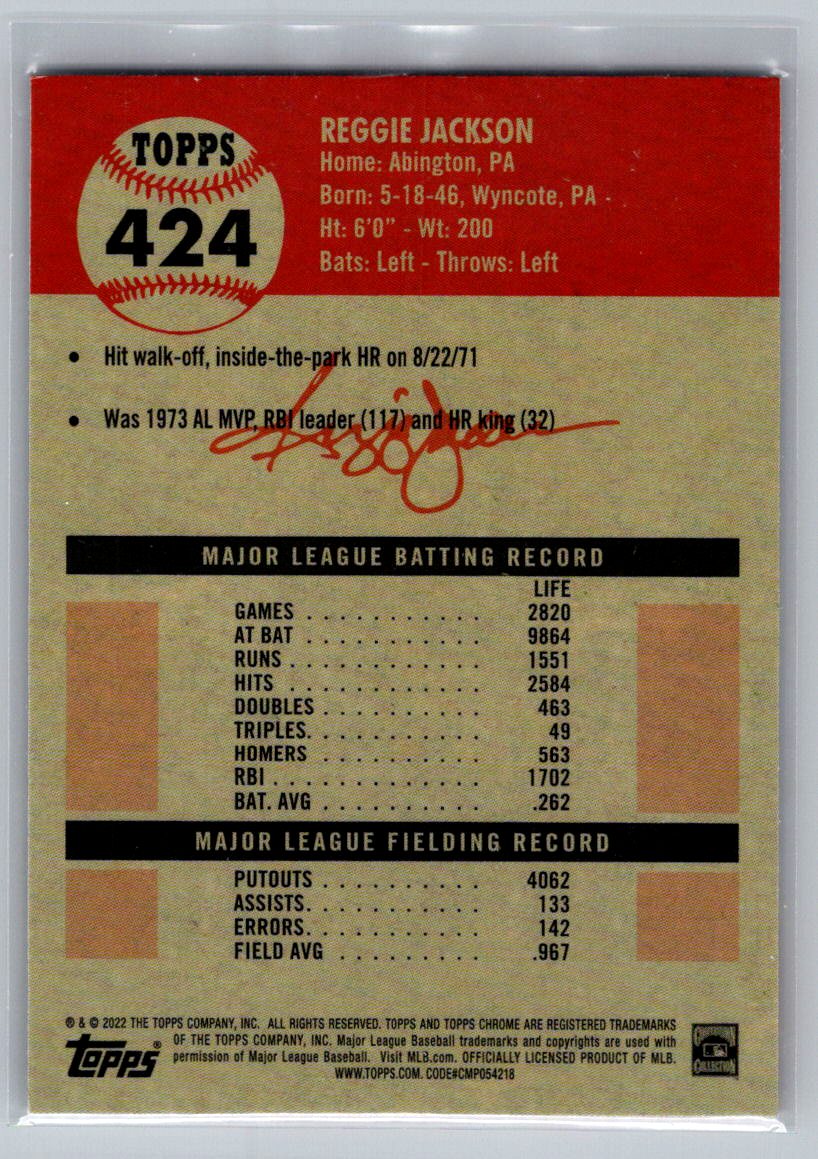 TOPPS
424
REGGIE JACKSON
Home: Abington, PA
Born: 5-18-46, Wyncote, PA -
Ht: 6'0" - Wt: 200
Bats: Left - Throws: Left
• Hit walk-off, inside-the-park HR on 8/22/71
• Was 1973 AL MVP, RBI leader (117) and HR king (32)
Reggie Jackson
MAJOR LEAGUE BATTING RECORD
LIFE
GAMES . . . . . . . . . . . 2820
AT BAT . . . . . . . . . . . 9864
RUNS . . . . . . . . . . . . 1551
HITS . . . . . . . . . . . . 2584
DOUBLES . . . . . . . . . . 463
TRIPLES. . . . . . . . . . . 49
HOMERS . . . . . . . . . . . 563
RBI . . . . . . . . . . . . . 1702
BAT. AVG . . . . . . . . . . .262
MAJOR LEAGUE FIELDING RECORD
PUTOUTS . . . . . . . . . . 4062
ASSISTS. . . . . . . . . . . 133
ERRORS. . . . . . . . . . . 142
FIELD AVG . . . . . . . . . .967
® & © 2022 THE TOPPS COMPANY, INC. ALL RIGHTS RESERVED. TOPPS AND TOPPS CHROME ARE REGISTERED TRADEMARKS
OF THE TOPPS COMPANY, INC. Major League Baseball trademarks and copyrights are used with
permission of Major League Baseball. Visit MLB.com. OFFICIALLY LICENSED PRODUCT OF MLB.
WWW.TOPPS.COM. CODE#CMP054218
topps®
COOPERSTOWN
COLLECTION